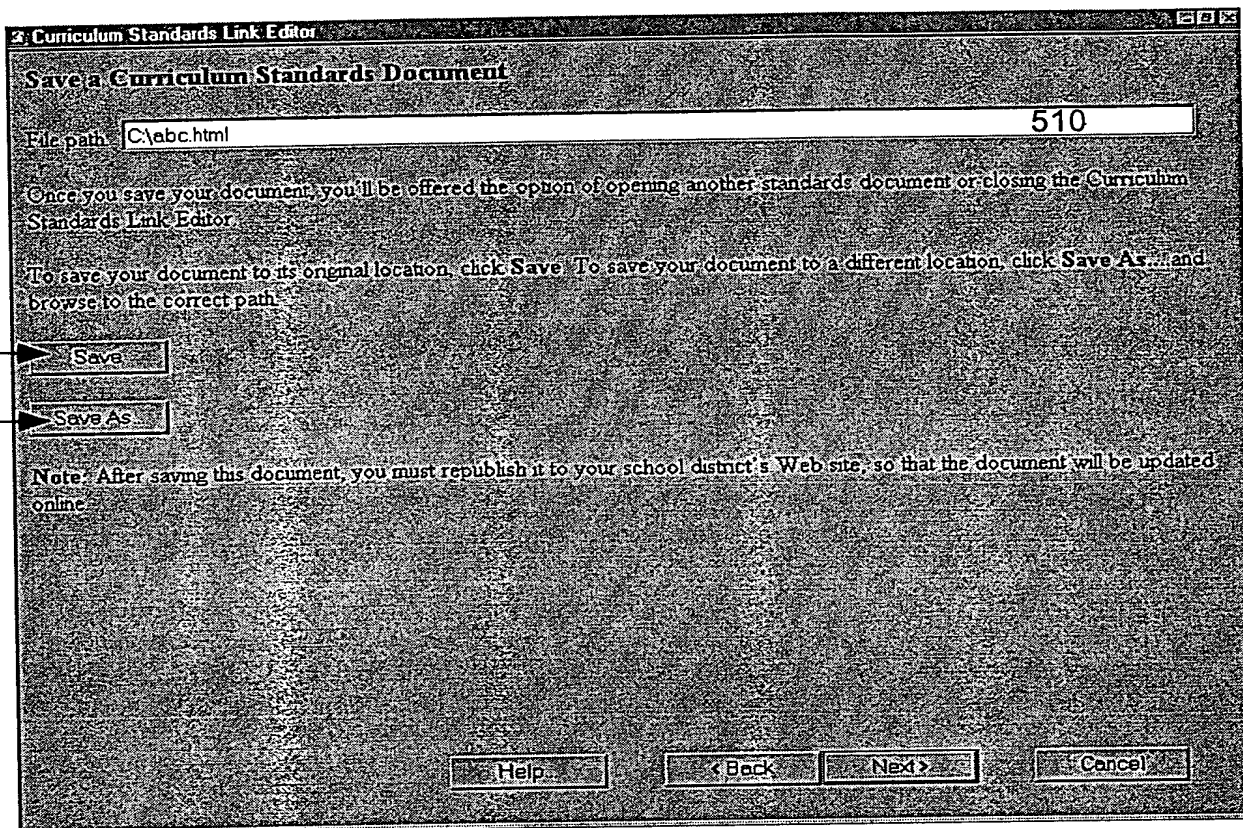 Curriculum Standards Link Editor
Save a Curriculum Standards Document
File path: C:\abc.html 510
Once you save your document, you'll be offered the option of opening another standards document or closing the Curriculum
Standards Link Editor
To save your document to its original location, click Save. To save your document to a different location, click Save As.... and
browse to the correct path.
Save
Save As...
Note: After saving this document, you must republish it to your school district's Web site, so that the document will be updated
online.
Help... < Back Next > Cancel